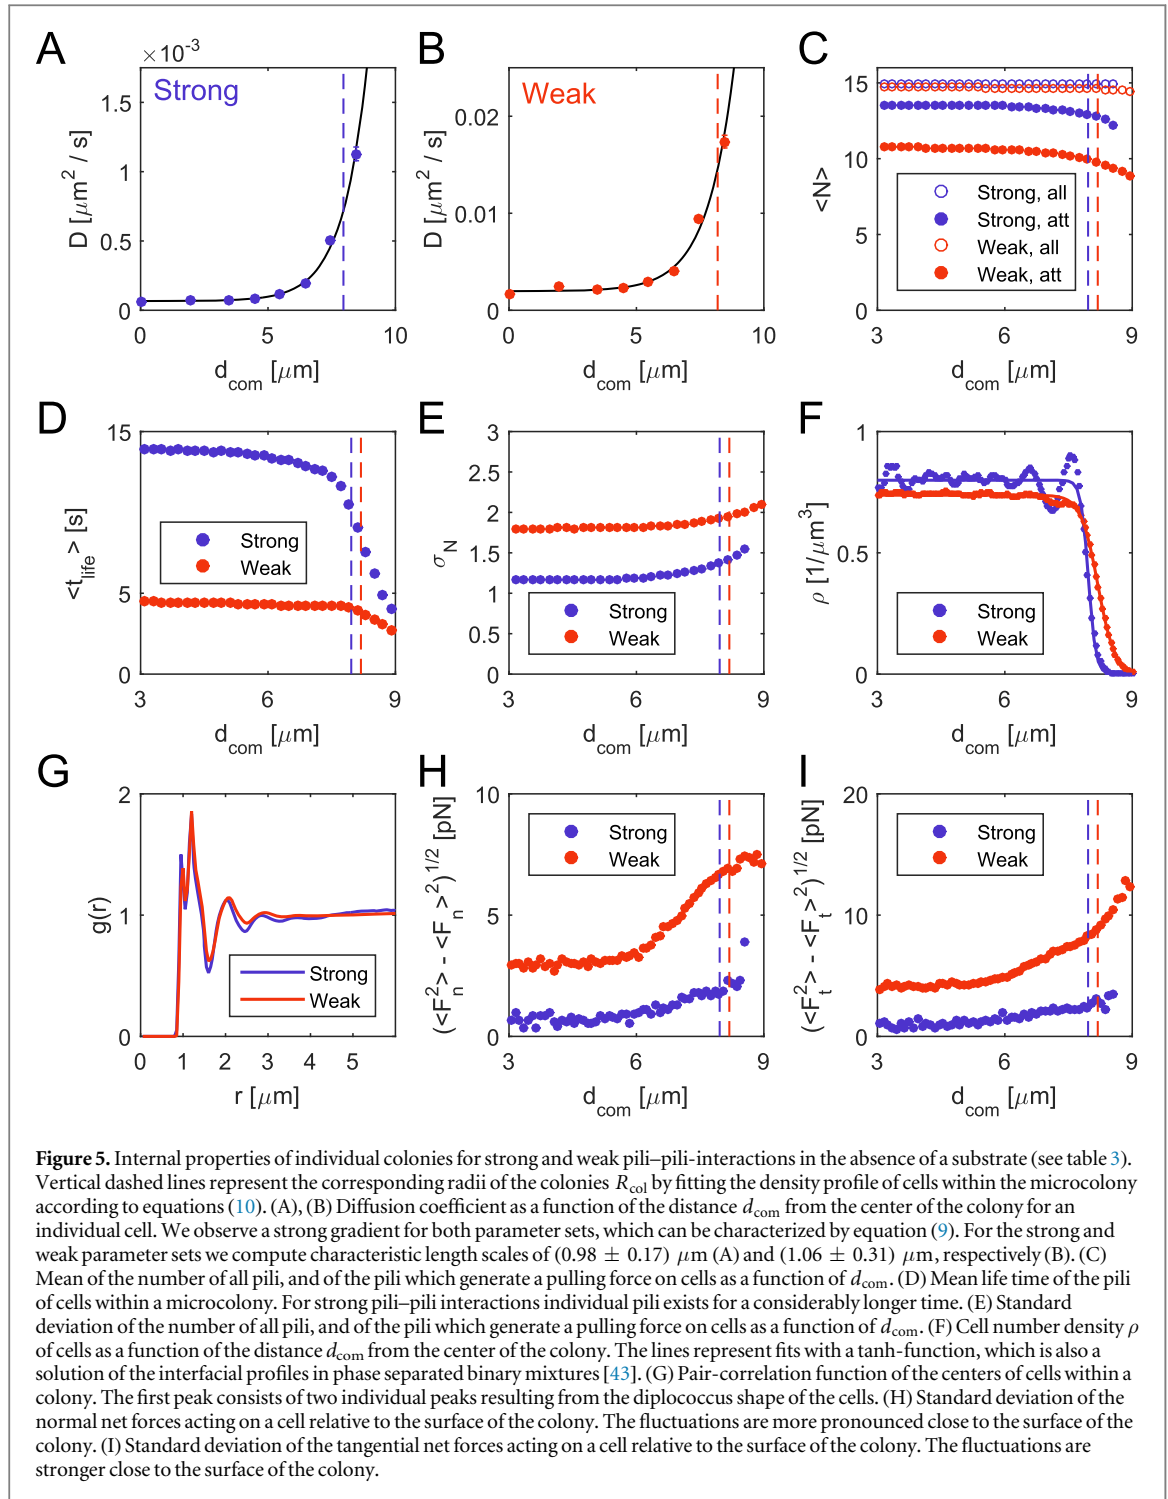 A
×10⁻³
Strong
1.5
1
0.5
0
D [μm² / s]
0
5
10
d_com [μm]
B
Weak
0.02
0.01
0
D [μm² / s]
0
5
10
d_com [μm]
C
15
10
5
0
<N>
Strong, all
Strong, att
Weak, all
Weak, att
3
6
9
d_com [μm]
D
15
5
0
<t_life> [s]
Strong
Weak
3
6
9
d_com [μm]
E
3
2.5
2
1.5
1
0.5
0
σ_N
Strong
Weak
3
6
9
d_com [μm]
F
1
0.5
0
ρ [1/μm³]
Strong
Weak
3
6
9
d_com [μm]
G
2
1
0
g(r)
Strong
Weak
0
1
2
3
4
5
r [μm]
H
10
5
0
(<F_n²> - <F_n>²)^1/2 [pN]
Strong
Weak
3
6
9
d_com [μm]
I
20
10
0
(<F_t²> - <F_t>²)^1/2 [pN]
Strong
Weak
3
6
9
d_com [μm]
Figure 5. Internal properties of individual colonies for strong and weak pili–pili-interactions in the absence of a substrate (see table 3).
Vertical dashed lines represent the corresponding radii of the colonies R_col by fitting the density profile of cells within the microcolony
according to equations (10). (A), (B) Diffusion coefficient as a function of the distance d_com from the center of the colony for an
individual cell. We observe a strong gradient for both parameter sets, which can be characterized by equation (9). For the strong and
weak parameter sets we compute characteristic length scales of (0.98 ± 0.17) μm (A) and (1.06 ± 0.31) μm, respectively (B). (C)
Mean of the number of all pili, and of the pili which generate a pulling force on cells as a function of d_com. (D) Mean life time of the pili
of cells within a microcolony. For strong pili–pili interactions individual pili exists for a considerably longer time. (E) Standard
deviation of the number of all pili, and of the pili which generate a pulling force on cells as a function of d_com. (F) Cell number density ρ
of cells as a function of the distance d_com from the center of the colony. The lines represent fits with a tanh-function, which is also a
solution of the interfacial profiles in phase separated binary mixtures [43]. (G) Pair-correlation function of the centers of cells within a
colony. The first peak consists of two individual peaks resulting from the diplococcus shape of the cells. (H) Standard deviation of the
normal net forces acting on a cell relative to the surface of the colony. The fluctuations are more pronounced close to the surface of the
colony. (I) Standard deviation of the tangential net forces acting on a cell relative to the surface of the colony. The fluctuations are
stronger close to the surface of the colony.